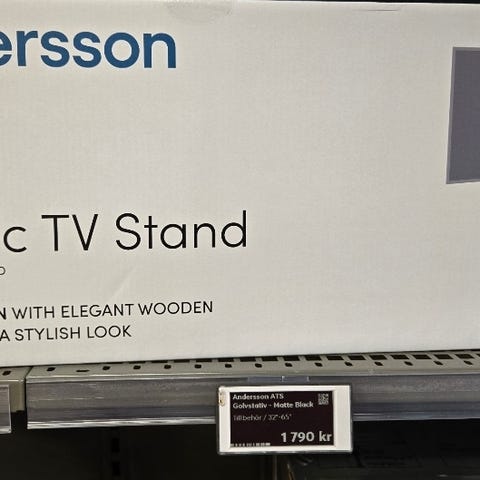 ersson
c TV Stand
N WITH ELEGANT WOODEN
A STYLISH LOOK
Andersson ATS
Golvstativ - Matte Black
Tillbehör / 32"-65"
1 790 kr